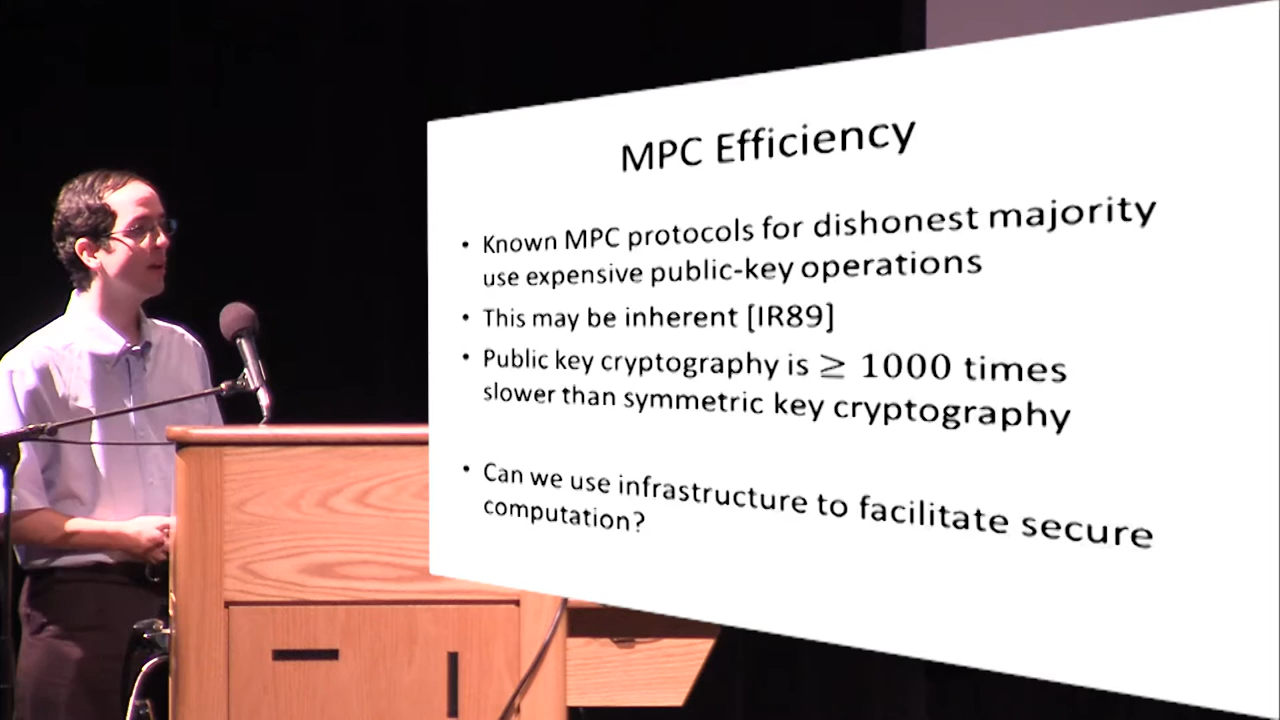 MPC Efficiency
• Known MPC protocols for dishonest majority
use expensive public-key operations
• This may be inherent [IR89]
• Public key cryptography is ≥ 1000 times
slower than symmetric key cryptography
• Can we use infrastructure to facilitate secure
computation?